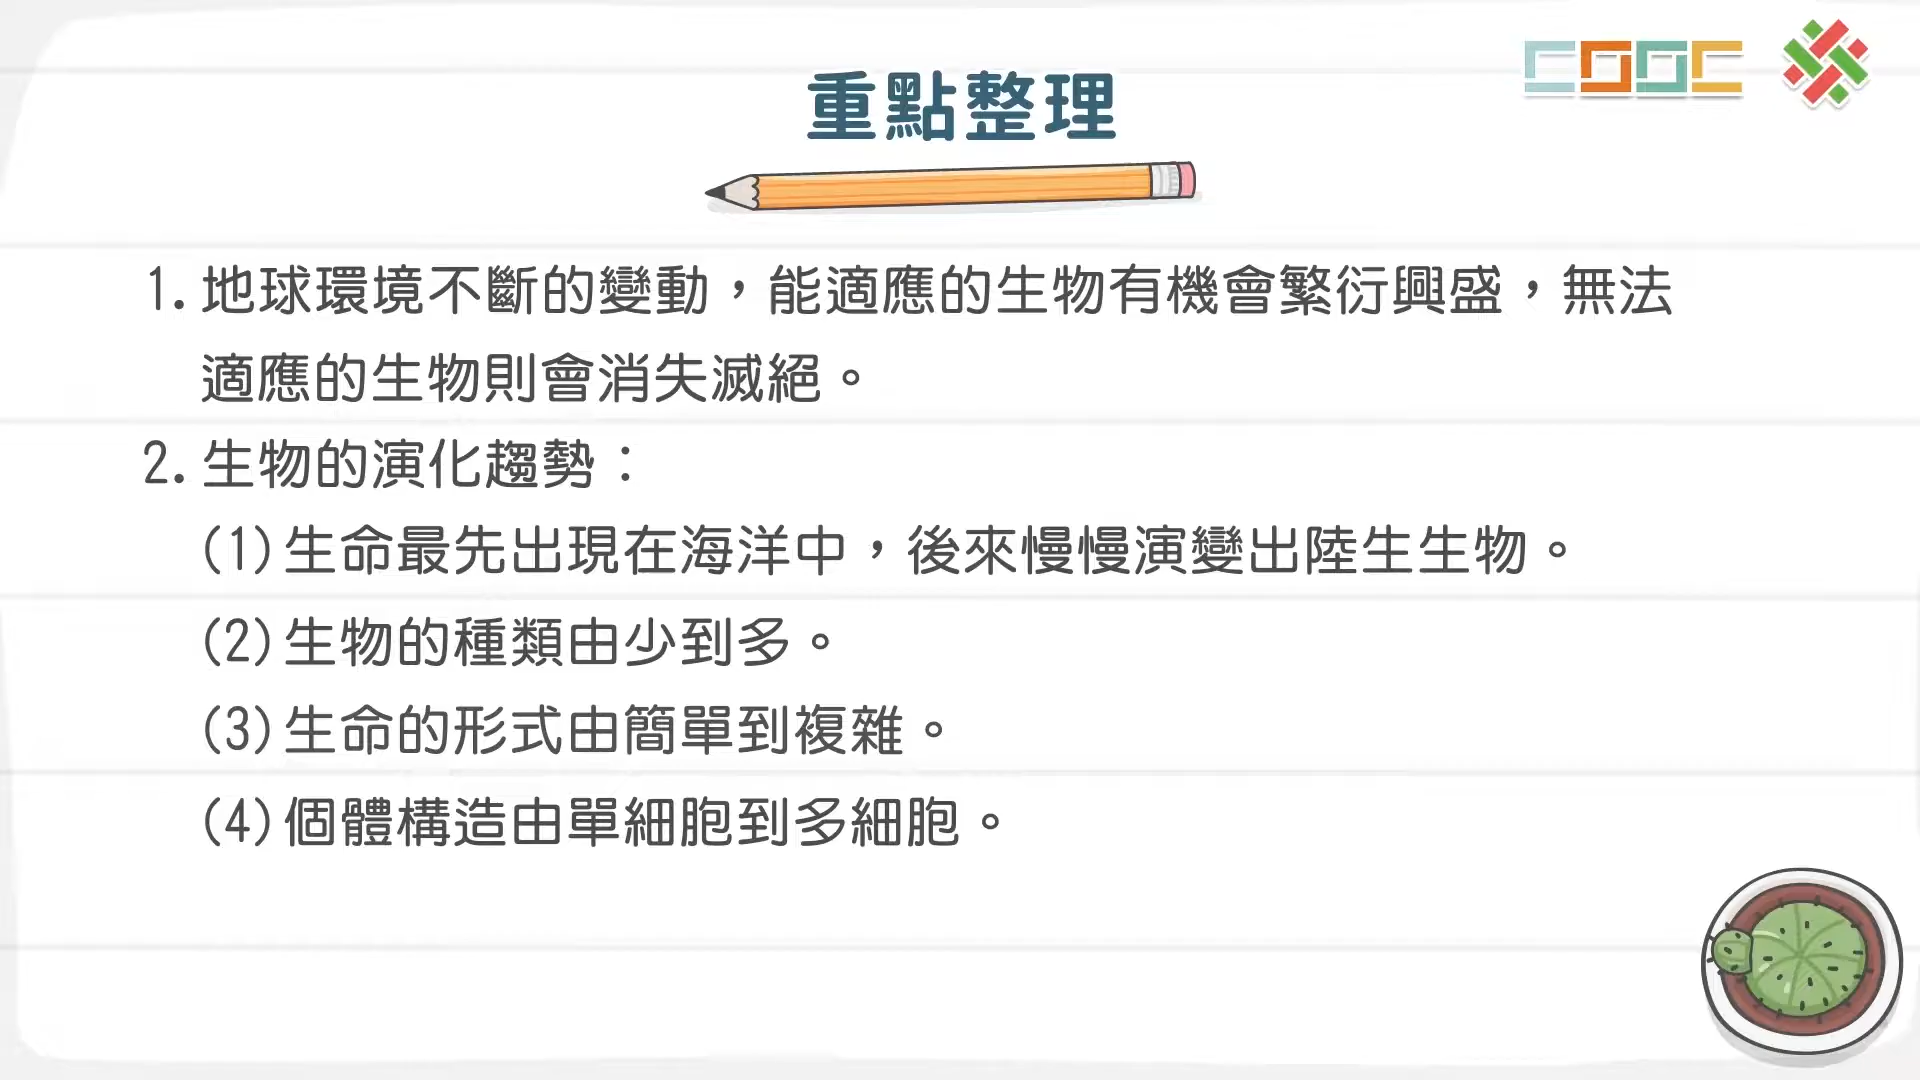 COOC
重點整理
1.地球環境不斷的變動，能適應的生物有機會繁衍興盛，無法
適應的生物則會消失滅絕。
2.生物的演化趨勢：
(1)生命最先出現在海洋中，後來慢慢演變出陸生生物。
(2)生物的種類由少到多。
(3)生命的形式由簡單到複雜。
(4)個體構造由單細胞到多細胞。